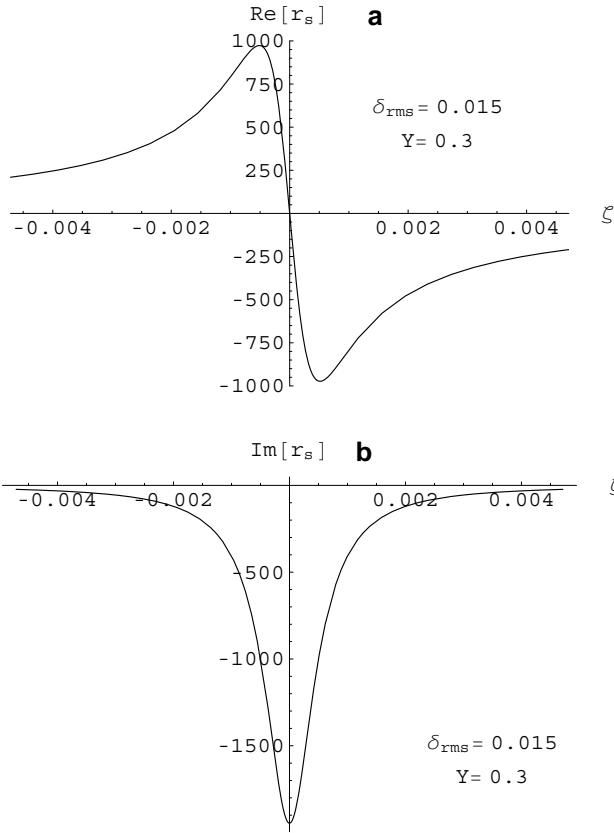 Re[r_s] a
1000
750
500
250
δ_rms = 0.015
Y= 0.3
-0.004 -0.002 0.002 0.004 ζ
-250
-500
-750
-1000
Im[r_s] b
-0.004 -0.002 0.002 0.004 ζ
-500
-1000
-1500
δ_rms = 0.015
Y= 0.3